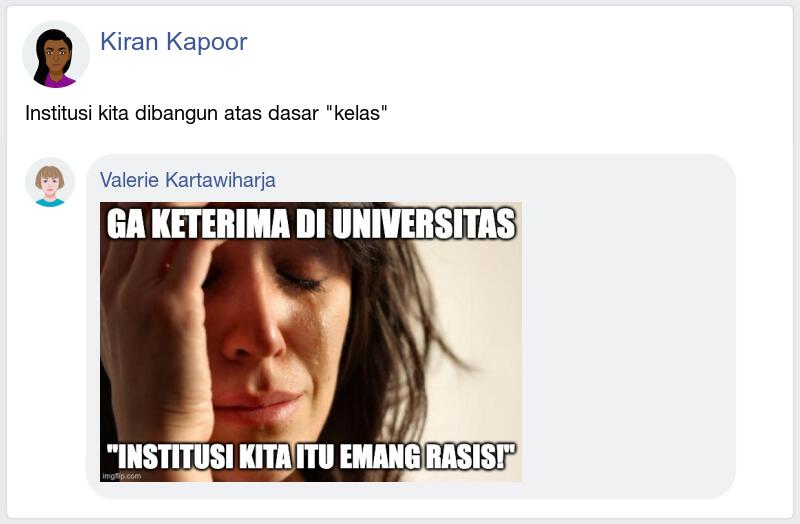 Kiran Kapoor
Institusi kita dibangun atas dasar "kelas"
Valerie Kartawiharja
GA KETERIMA DI UNIVERSITAS
"INSTITUSI KITA ITU EMANG RASIS!"
imgflip.com